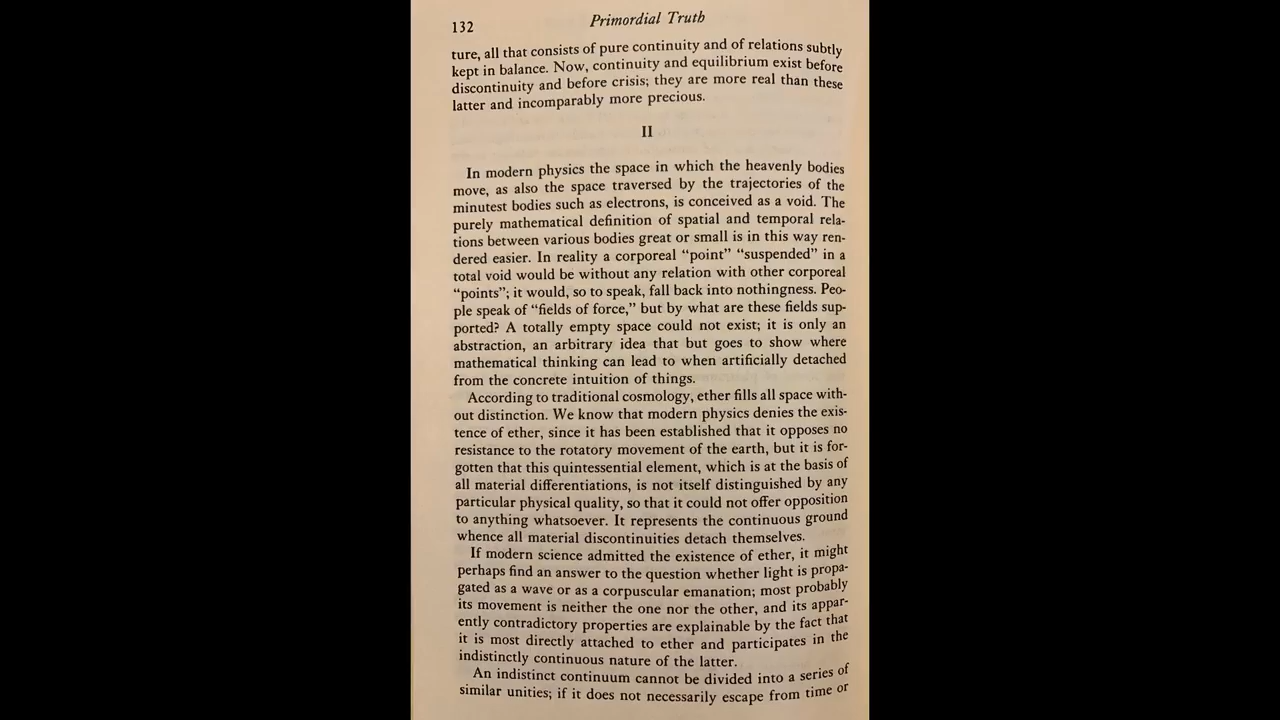 132
Primordial Truth
ture, all that consists of pure continuity and of relations subtly
kept in balance. Now, continuity and equilibrium exist before
discontinuity and before crisis; they are more real than these
latter and incomparably more precious.
II
In modern physics the space in which the heavenly bodies
move, as also the space traversed by the trajectories of the
minutest bodies such as electrons, is conceived as a void. The
purely mathematical definition of spatial and temporal rela-
tions between various bodies great or small is in this way ren-
dered easier. In reality a corporeal “point” “suspended” in a
total void would be without any relation with other corporeal
“points”; it would, so to speak, fall back into nothingness. Peo-
ple speak of “fields of force,” but by what are these fields sup-
ported? A totally empty space could not exist; it is only an
abstraction, an arbitrary idea that but goes to show where
mathematical thinking can lead to when artificially detached
from the concrete intuition of things.
According to traditional cosmology, ether fills all space with-
out distinction. We know that modern physics denies the exis-
tence of ether, since it has been established that it opposes no
resistance to the rotatory movement of the earth, but it is for-
gotten that this quintessential element, which is at the basis of
all material differentiations, is not itself distinguished by any
particular physical quality, so that it could not offer opposition
to anything whatsoever. It represents the continuous ground
whence all material discontinuities detach themselves.
If modern science admitted the existence of ether, it might
perhaps find an answer to the question whether light is propa-
gated as a wave or as a corpuscular emanation; most probably
its movement is neither the one nor the other, and its appar-
ently contradictory properties are explainable by the fact that
it is most directly attached to ether and participates in the
indistinctly continuous nature of the latter.
An indistinct continuum cannot be divided into a series of
similar unities; if it does not necessarily escape from time or